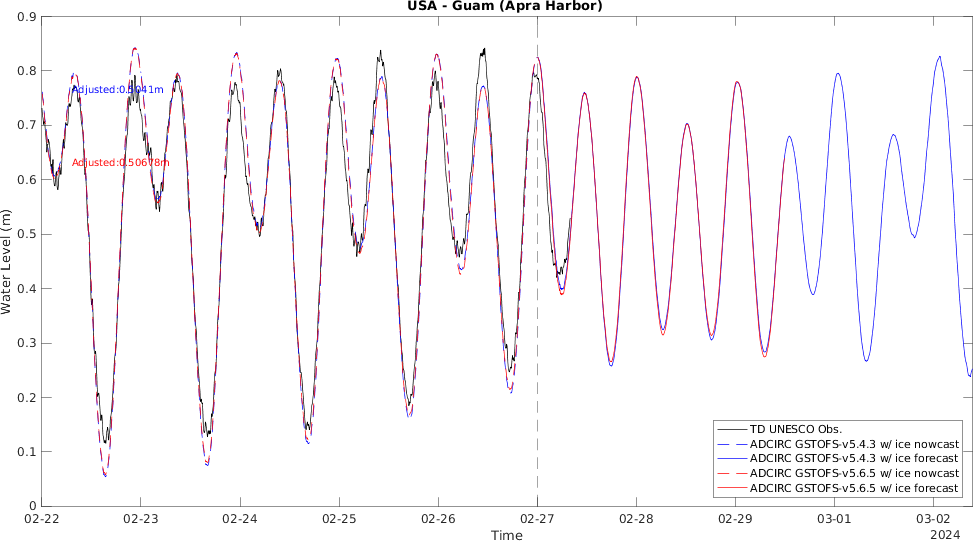 USA - Guam (Apra Harbor)
0.9
0.8
0.7
0.6
0.5
0.4
0.3
0.2
0.1
0
Water Level (m)
Adjusted:0.5041m
Adjusted:0.50678m
TD UNESCO Obs.
ADCIRC GSTOFS-v5.4.3 w/ ice nowcast
ADCIRC GSTOFS-v5.4.3 w/ ice forecast
ADCIRC GSTOFS-v5.6.5 w/ ice nowcast
ADCIRC GSTOFS-v5.6.5 w/ ice forecast
02-22 02-23 02-24 02-25 02-26 02-27 02-28 02-29 03-01 03-02
Time 2024